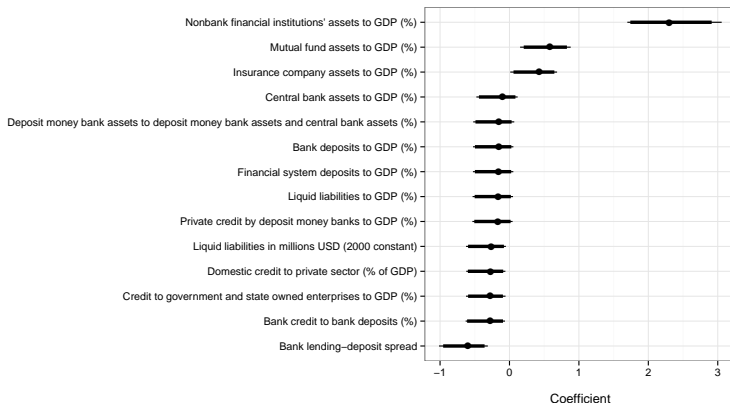 Nonbank financial institutions' assets to GDP (%)
Mutual fund assets to GDP (%)
Insurance company assets to GDP (%)
Central bank assets to GDP (%)
Deposit money bank assets to deposit money bank assets and central bank assets (%)
Bank deposits to GDP (%)
Financial system deposits to GDP (%)
Liquid liabilities to GDP (%)
Private credit by deposit money banks to GDP (%)
Liquid liabilities in millions USD (2000 constant)
Domestic credit to private sector (% of GDP)
Credit to government and state owned enterprises to GDP (%)
Bank credit to bank deposits (%)
Bank lending−deposit spread
−1 0 1 2 3
Coefficient